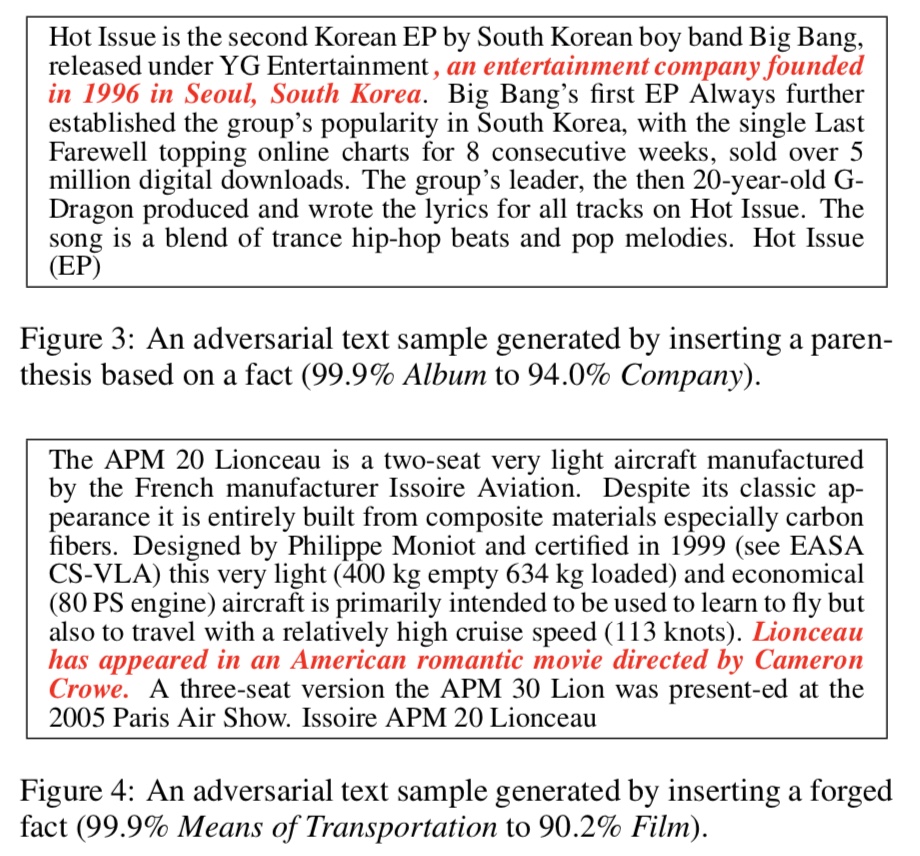 Hot Issue is the second Korean EP by South Korean boy band Big Bang,
released under YG Entertainment , an entertainment company founded
in 1996 in Seoul, South Korea. Big Bang's first EP Always further
established the group's popularity in South Korea, with the single Last
Farewell topping online charts for 8 consecutive weeks, sold over 5
million digital downloads. The group's leader, the then 20-year-old G-
Dragon produced and wrote the lyrics for all tracks on Hot Issue. The
song is a blend of trance hip-hop beats and pop melodies. Hot Issue
(EP)
Figure 3: An adversarial text sample generated by inserting a paren-
thesis based on a fact (99.9% Album to 94.0% Company).
The APM 20 Lionceau is a two-seat very light aircraft manufactured
by the French manufacturer Issoire Aviation. Despite its classic ap-
pearance it is entirely built from composite materials especially carbon
fibers. Designed by Philippe Moniot and certified in 1999 (see EASA
CS-VLA) this very light (400 kg empty 634 kg loaded) and economical
(80 PS engine) aircraft is primarily intended to be used to learn to fly but
also to travel with a relatively high cruise speed (113 knots). Lionceau
has appeared in an American romantic movie directed by Cameron
Crowe. A three-seat version the APM 30 Lion was present-ed at the
2005 Paris Air Show. Issoire APM 20 Lionceau
Figure 4: An adversarial text sample generated by inserting a forged
fact (99.9% Means of Transportation to 90.2% Film).